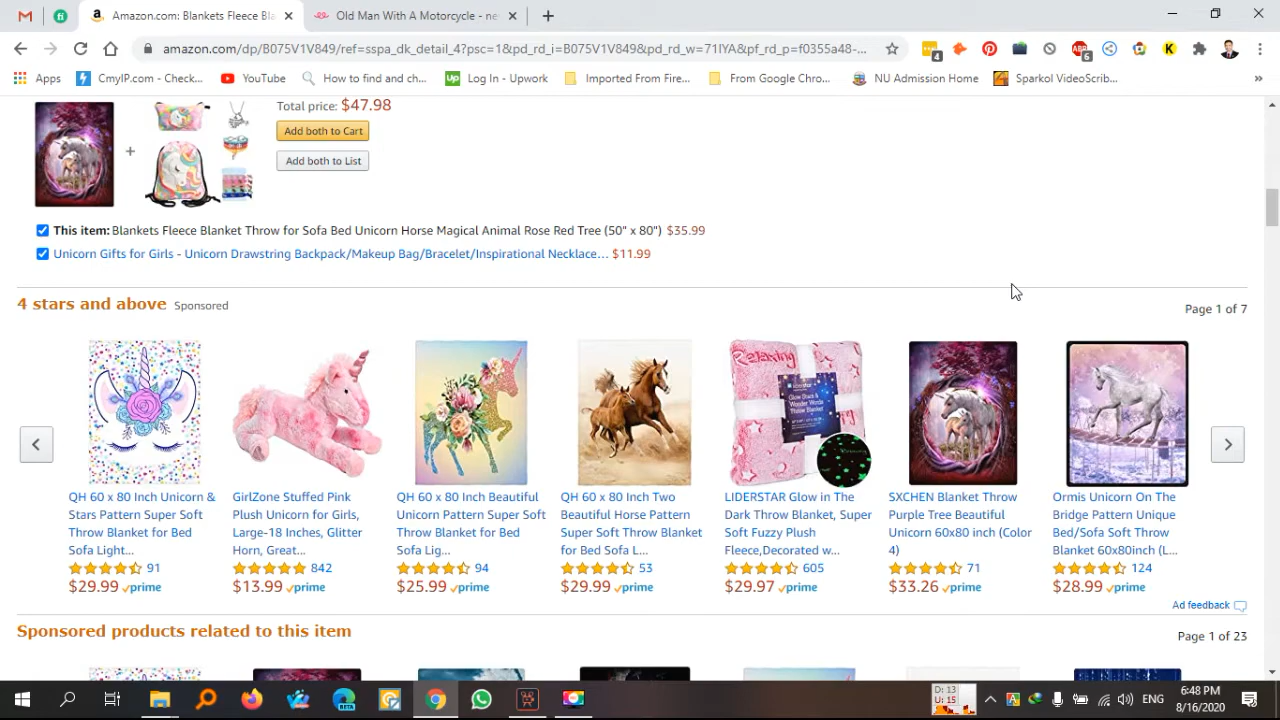 Amazon.com: Blankets Fleece Bla
Old Man With A Motorcycle - ne
amazon.com/dp/B075V1V849/ref=sspa_dk_detail_4?psc=1&pd_rd_i=B075V1V849&pd_rd_w=71IYA&pf_rd_p=f0355a48-...
4
ABP
6
K
Apps
CmyIP.com - Check...
YouTube
How to find and ch...
Up
Log In - Upwork
Imported From Fire...
From Google Chro...
NU Admission Home
Sparkol VideoScrib...
»
Total price: $47.98
Add both to Cart
Add both to List
+
This item: Blankets Fleece Blanket Throw for Sofa Bed Unicorn Horse Magical Animal Rose Red Tree (50" x 80") $35.99
Unicorn Gifts for Girls - Unicorn Drawstring Backpack/Makeup Bag/Bracelet/Inspirational Necklace... $11.99
4 stars and above Sponsored
Page 1 of 7
Relaxing
QH 60 x 80 Inch Unicorn &
Stars Pattern Super Soft
Throw Blanket for Bed
Sofa Light...
91
$29.99 prime
GirlZone Stuffed Pink
Plush Unicorn for Girls,
Large-18 Inches, Glitter
Horn, Great...
842
$13.99 prime
QH 60 x 80 Inch Beautiful
Unicorn Pattern Super Soft
Throw Blanket for Bed
Sofa Lig...
94
$25.99 prime
QH 60 x 80 Inch Two
Beautiful Horse Pattern
Super Soft Throw Blanket
for Bed Sofa L...
53
$29.99 prime
LIDERSTAR Glow in The
Dark Throw Blanket, Super
Soft Fuzzy Plush
Fleece,Decorated w...
605
$29.97 prime
SXCHEN Blanket Throw
Purple Tree Beautiful
Unicorn 60x80 inch (Color
4)
71
$33.26 prime
Ormis Unicorn On The
Bridge Pattern Unique
Bed/Sofa Soft Throw
Blanket 60x80inch (L...
124
$28.99 prime
Ad feedback
Sponsored products related to this item
Page 1 of 23
D: 13
U: 15
ENG
6:48 PM
8/16/2020